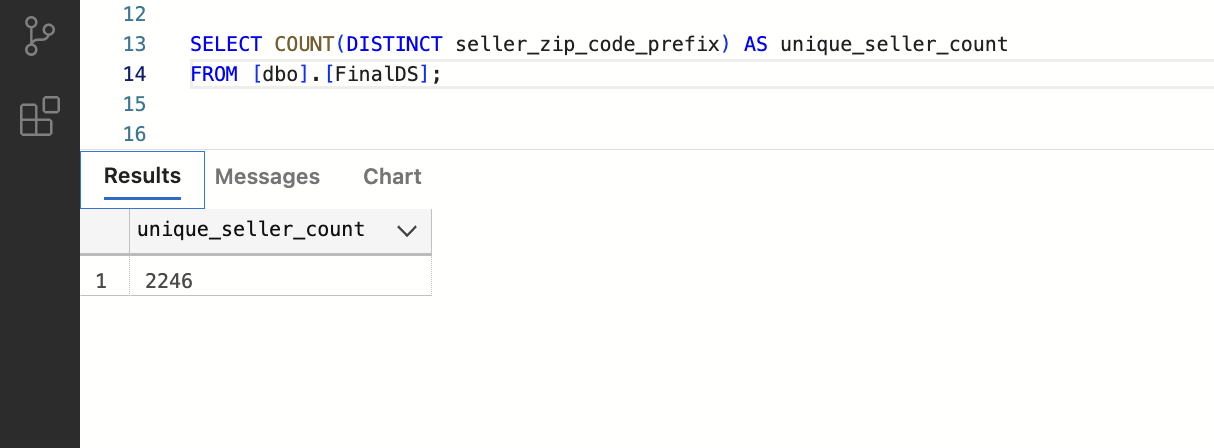 12
13 SELECT COUNT(DISTINCT seller_zip_code_prefix) AS unique_seller_count
14 FROM [dbo].[FinalDS];
15
16
Results Messages Chart
unique_seller_count
1 2246